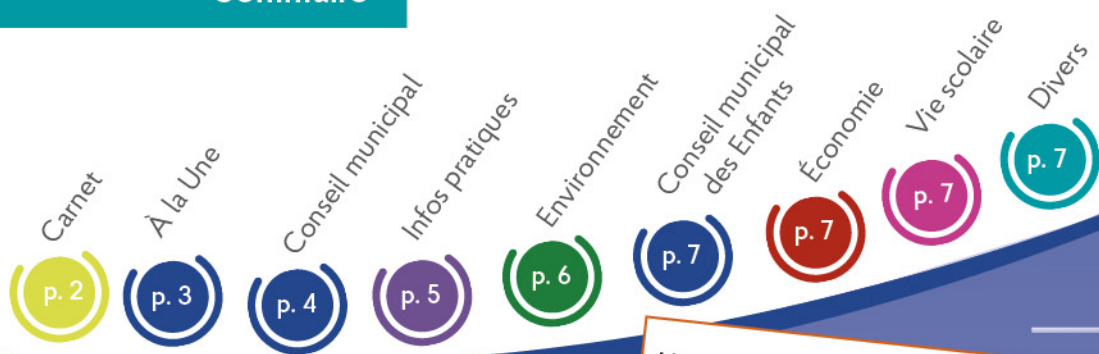 Carnet
p. 2
À la Une
p. 3
Conseil municipal
p. 4
Infos pratiques
p. 5
Environnement
p. 6
Conseil municipal
des Enfants
p. 7
Économie
p. 7
Vie scolaire
p. 7
Divers
p. 7